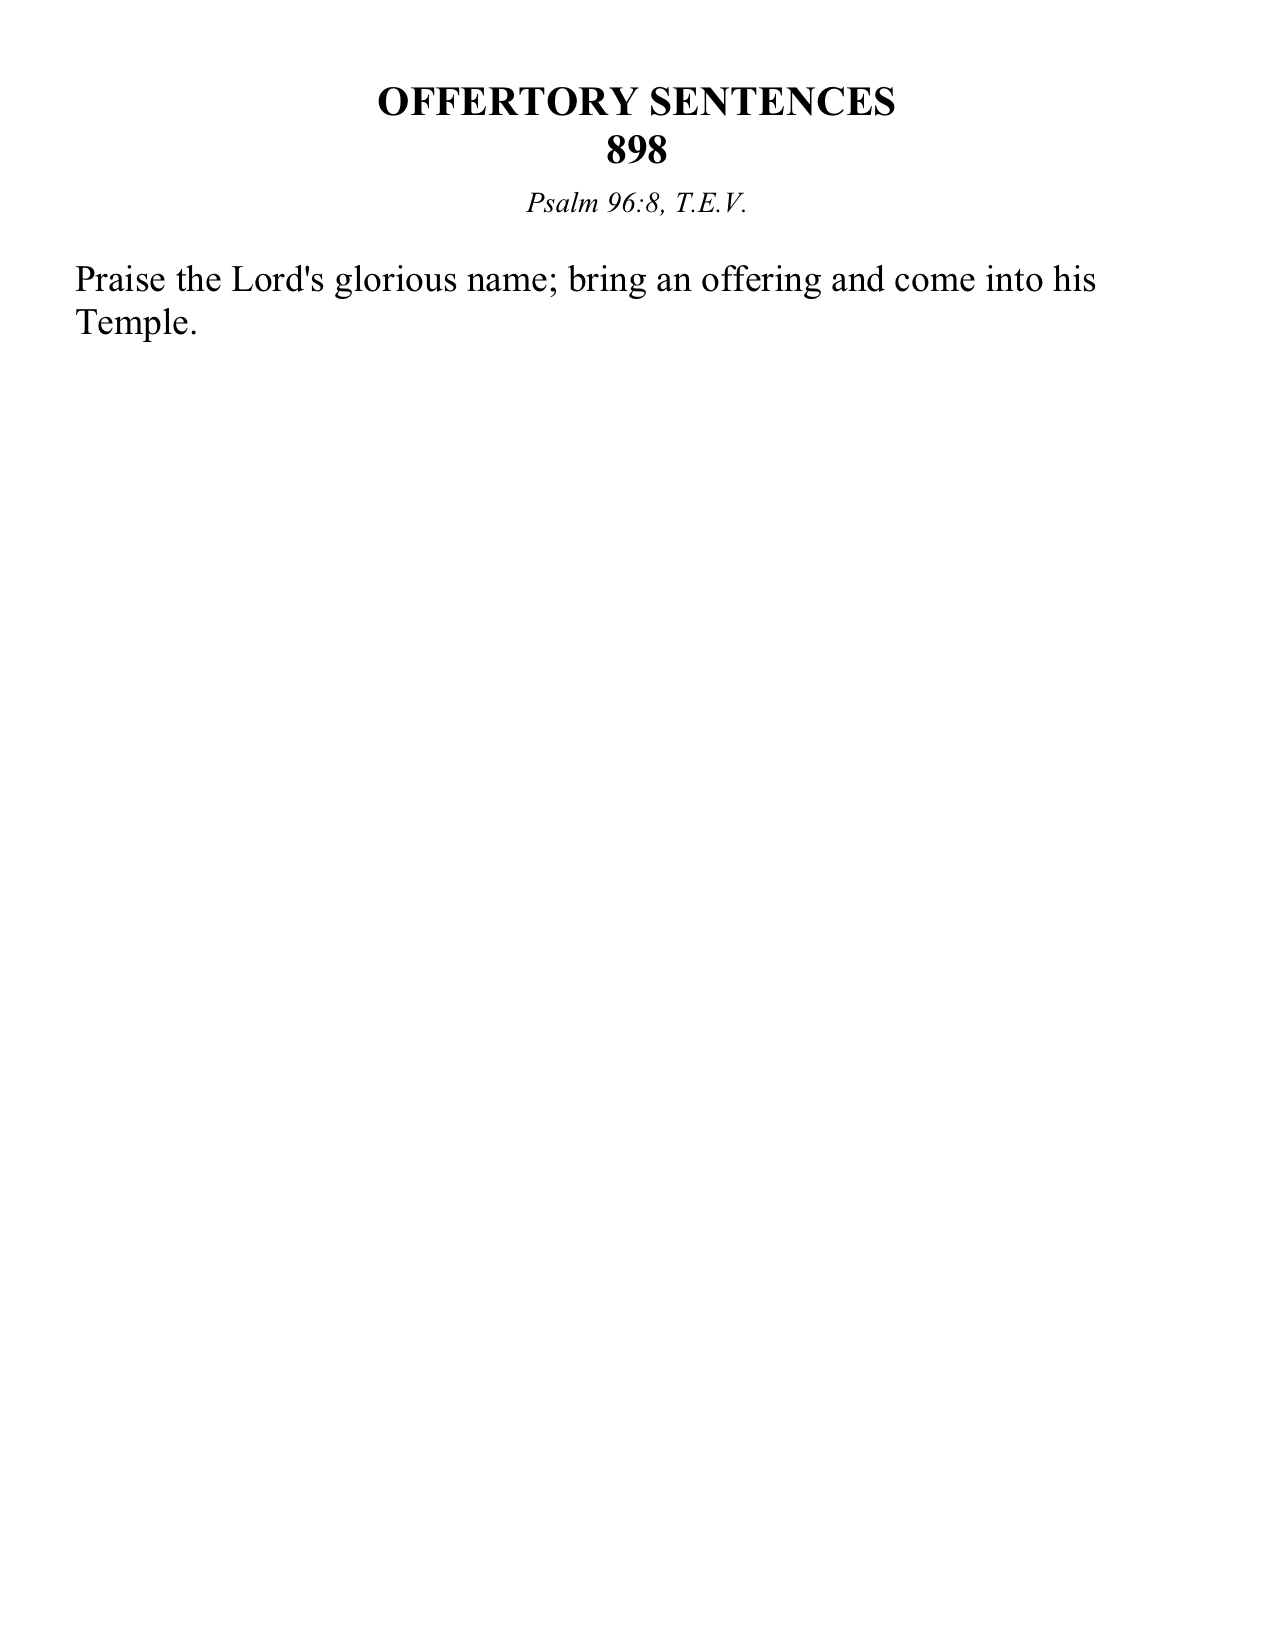 OFFERTORY SENTENCES
898
Psalm 96:8, T.E.V.
Praise the Lord's glorious name; bring an offering and come into his
Temple.